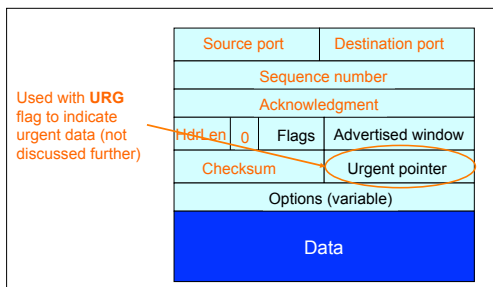 Source port Destination port
Sequence number
Acknowledgment
HdrLen 0 Flags Advertised window
Checksum Urgent pointer
Options (variable)
Data
Used with URG
flag to indicate
urgent data (not
discussed further)